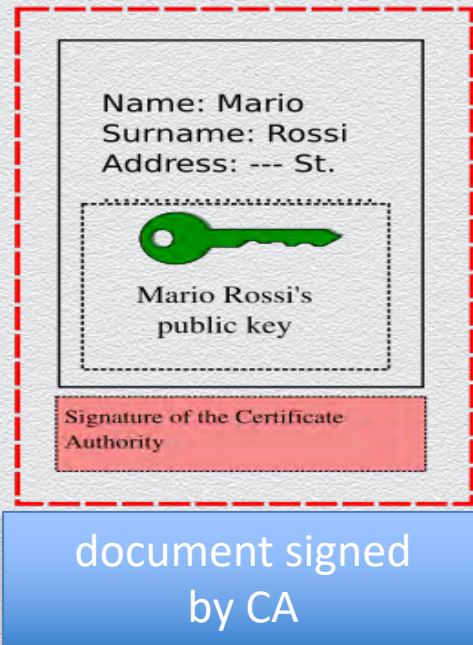 Name: Mario
Surname: Rossi
Address: --- St.
Mario Rossi's
public key
Signature of the Certificate
Authority
document signed
by CA